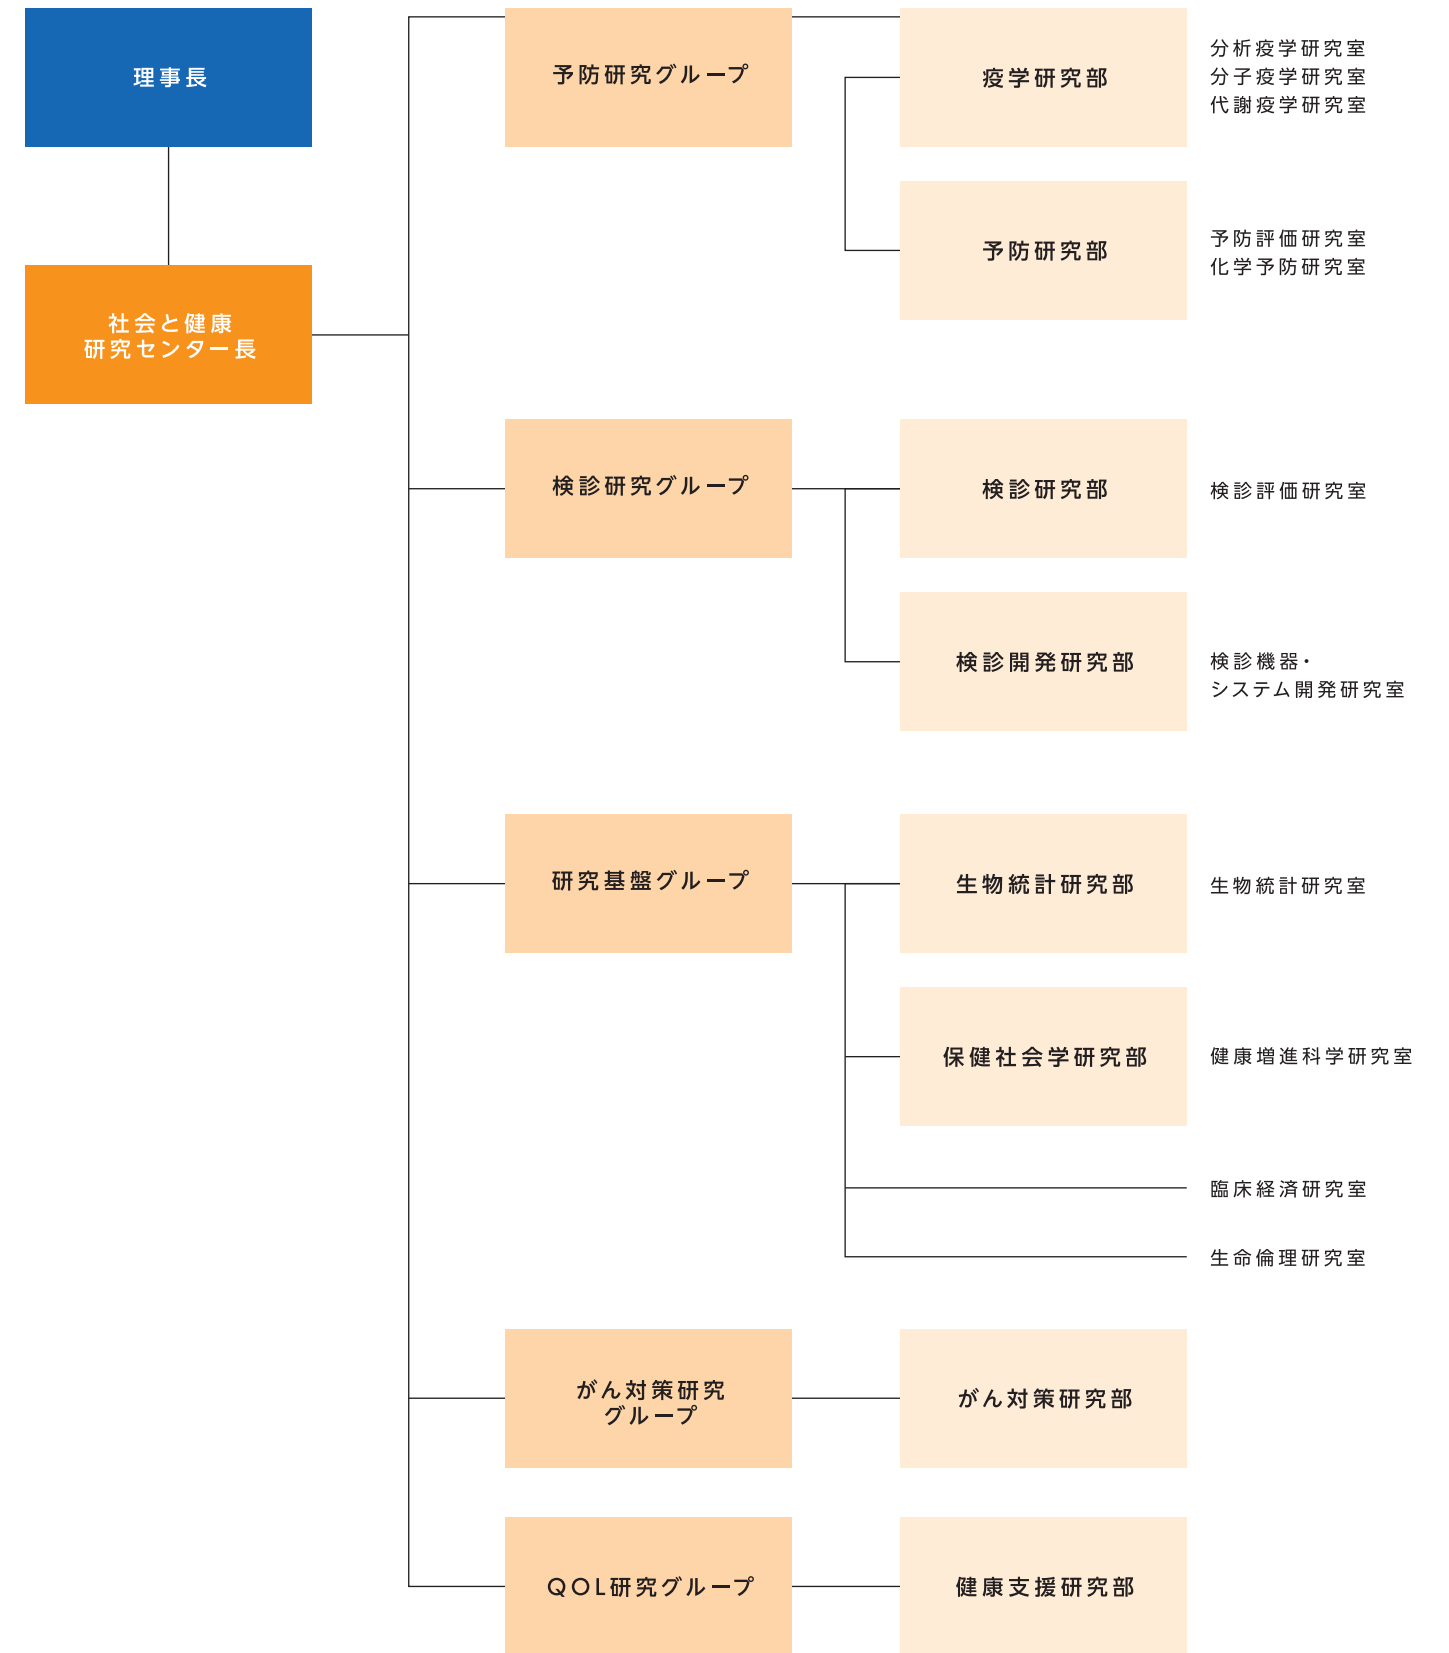 理事長
社会と健康
研究センター長
予防研究グループ
疫学研究部
分析疫学研究室
分子疫学研究室
代謝疫学研究室
予防研究部
予防評価研究室
化学予防研究室
検診研究グループ
検診研究部
検診評価研究室
検診開発研究部
検診機器・
システム開発研究室
研究基盤グループ
生物統計研究部
生物統計研究室
保健社会学研究部
健康増進科学研究室
臨床経済研究室
生命倫理研究室
がん対策研究
グループ
がん対策研究部
QOL研究グループ
健康支援研究部